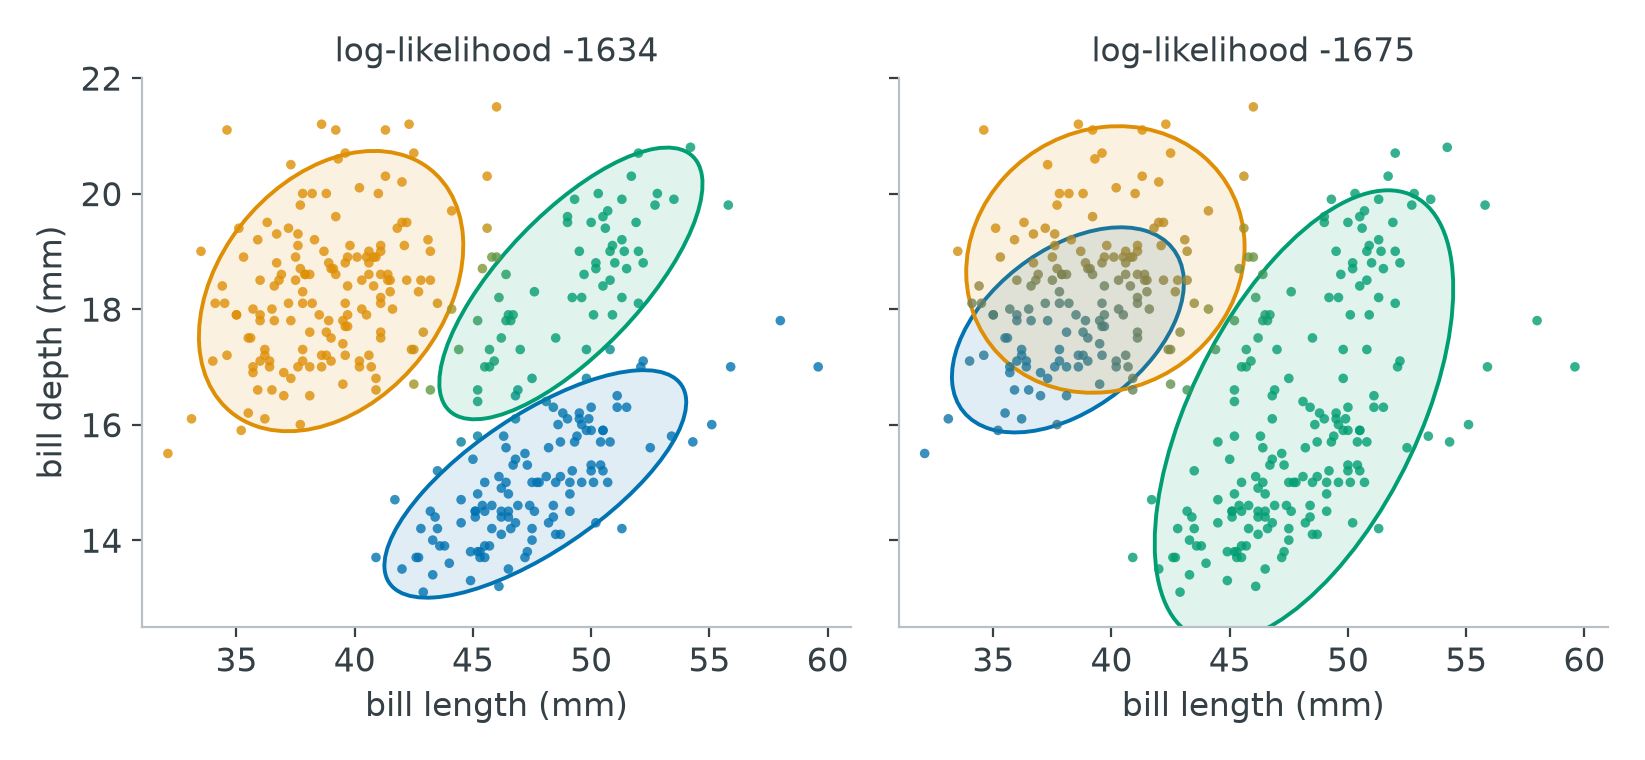 log-likelihood -1634
log-likelihood -1675
22
20
18
16
14
bill depth (mm)
35 40 45 50 55 60
35 40 45 50 55 60
bill length (mm)
bill length (mm)